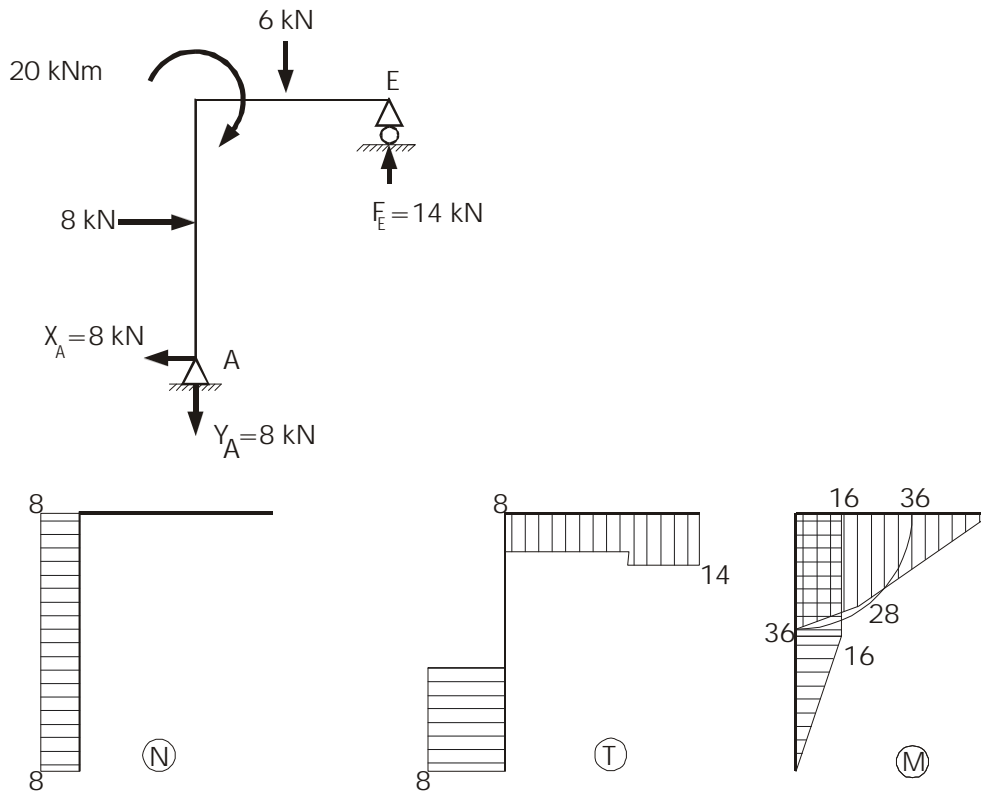 6 kN
20 kNm
E
8 kN
F_E=14 kN
X_A=8 kN
A
Y_A=8 kN
8
8
16 36
14
28
36
16
8
N
8
T
M